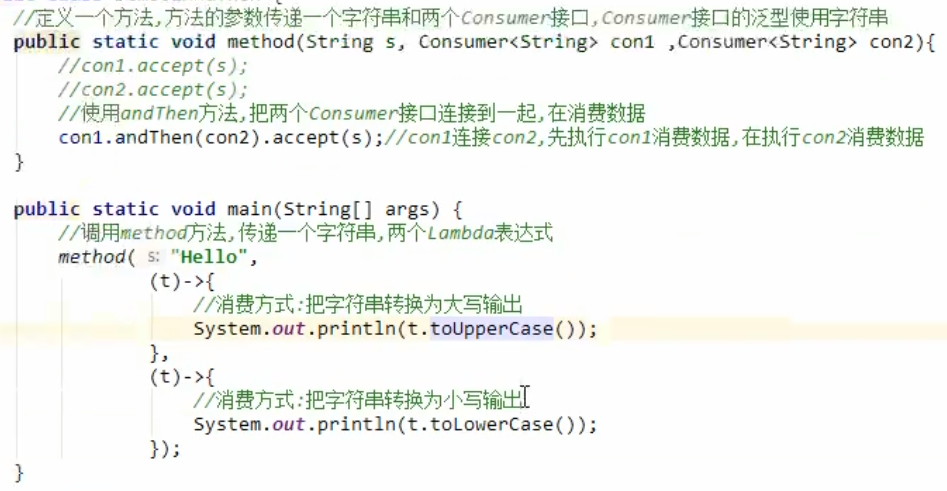 //定义一个方法,方法的参数传递一个字符串和两个Consumer接口,Consumer接口的泛型使用字符串
public static void method(String s, Consumer<String> con1 ,Consumer<String> con2){
//con1.accept(s);
//con2.accept(s);
//使用andThen方法,把两个Consumer接口连接到一起,在消费数据
con1.andThen(con2).accept(s);//con1连接con2,先执行con1消费数据,在执行con2消费数据
}
public static void main(String[] args) {
//调用method方法,传递一个字符串,两个Lambda表达式
method( s: "Hello",
(t)->{
//消费方式:把字符串转换为大写输出
System.out.println(t.toUpperCase());
},
(t)->{
//消费方式:把字符串转换为小写输出
System.out.println(t.toLowerCase());
});
}